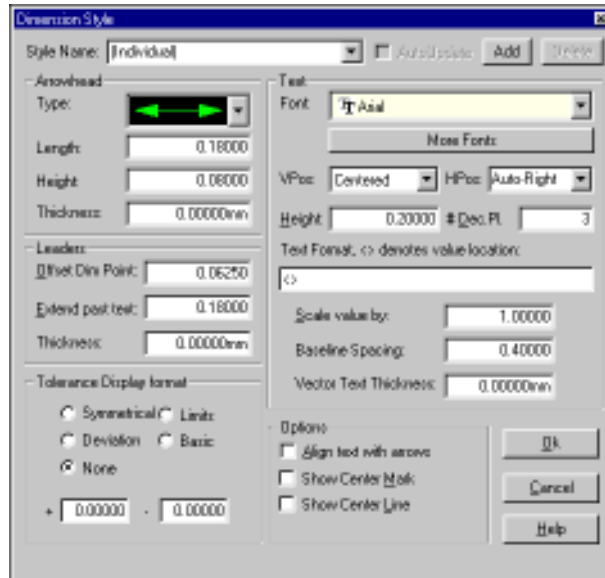 Dimension Style
Style Name: [Individual] AutoUpdate Add Delete
Arrowhead
Type:
Length: 0.18000
Height: 0.08000
Thickness: 0.00000mm
Leaders
Offset Dim Point: 0.06250
Extend past text: 0.18000
Thickness: 0.00000mm
Tolerance Display format
Symmetrical Limits
Deviation Basic
None
+ 0.00000 - 0.00000
Text
Font: Arial
More Fonts
VPos: Centered HPos: Auto-Right
Height 0.20000 # Dec.Pl. 3
Text Format, <> denotes value location:
<>
Scale value by: 1.00000
Baseline Spacing: 0.40000
Vector Text Thickness: 0.00000mm
Options
Align text with arrows
Show Center Mark
Show Center Line
Ok
Cancel
Help